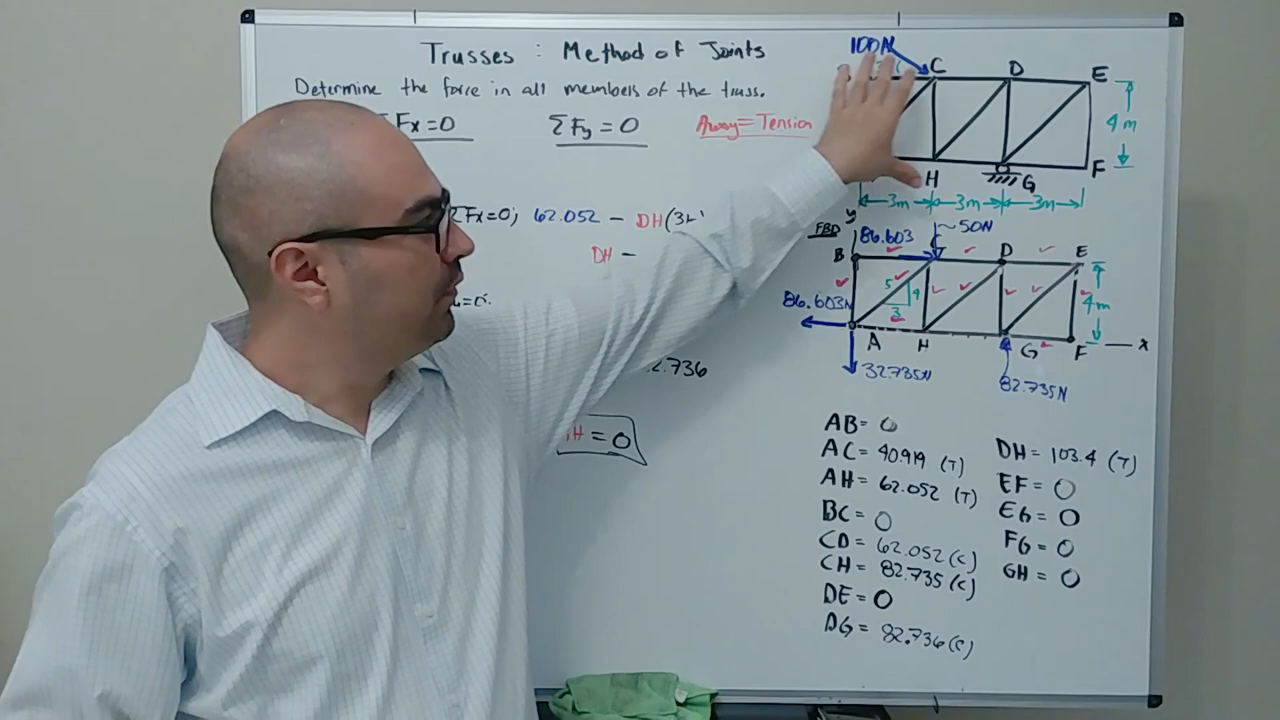 Trusses : Method of Joints
Determine the force in all members of the truss.
Fx=0
ΣFy=0
Away=Tension
ΣFx=0; 62.052 - DH(3
DH -
=0
2.736
H = 0
100N
C
D
E
4m
H
G
F
3m
3m
3m
y
FBD
86.603
50N
B
D
E
5
4
3
4m
86.603N
A
H
G
F
x
32.735N
82.735N
AB= 0
AC= 40919 (T)
AH= 62.052 (T)
BC= 0
CD= 62.052(C)
CH= 82.735 (C)
DE= 0
DG= 82.736(C)
DH= 103.4 (T)
EF= 0
EG= 0
FG= 0
GH= 0